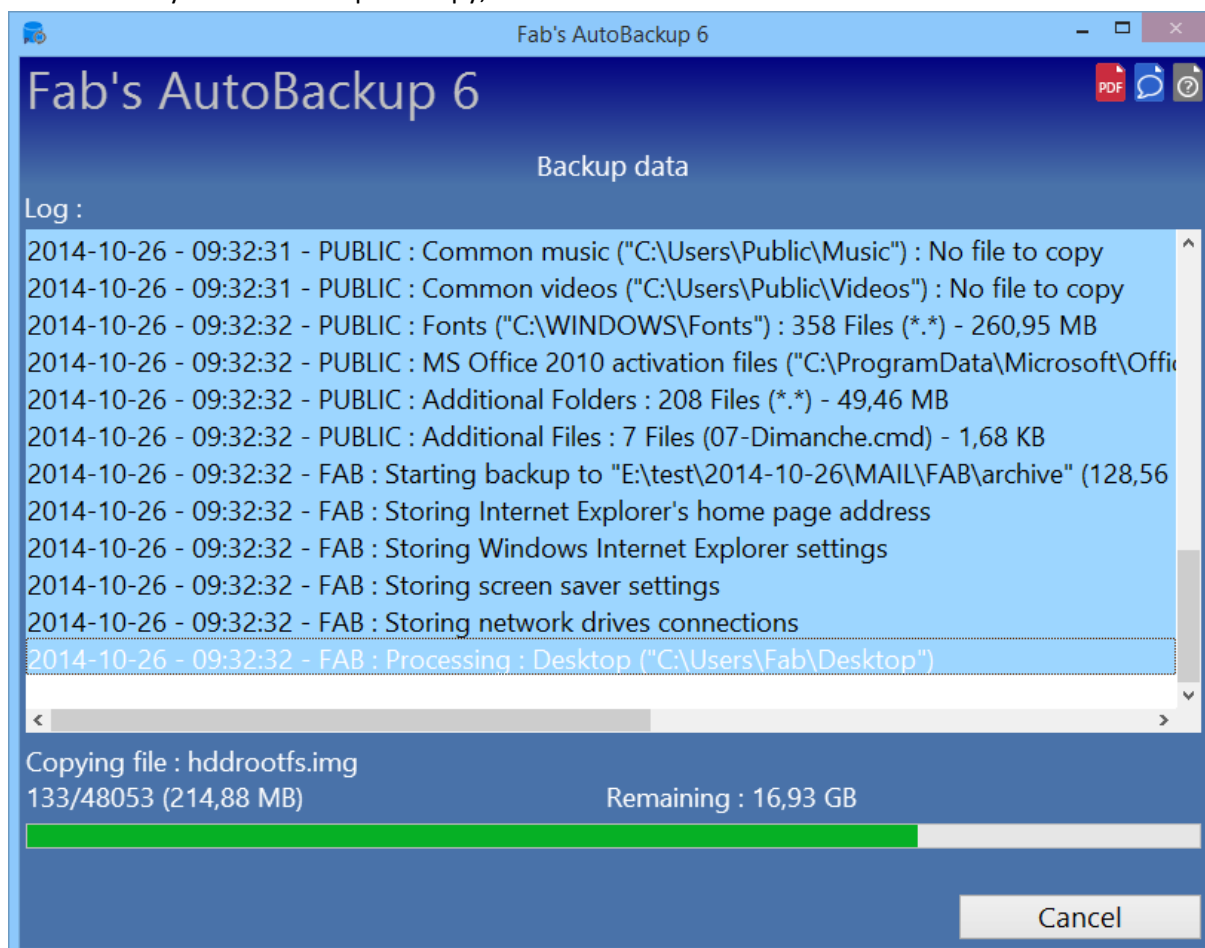 Fab's AutoBackup 6
Fab's AutoBackup 6
PDF
?
Backup data
Log :
2014-10-26 - 09:32:31 - PUBLIC : Common music ("C:\Users\Public\Music") : No file to copy
2014-10-26 - 09:32:31 - PUBLIC : Common videos ("C:\Users\Public\Videos") : No file to copy
2014-10-26 - 09:32:32 - PUBLIC : Fonts ("C:\WINDOWS\Fonts") : 358 Files (*.*) - 260,95 MB
2014-10-26 - 09:32:32 - PUBLIC : MS Office 2010 activation files ("C:\ProgramData\Microsoft\Offi
2014-10-26 - 09:32:32 - PUBLIC : Additional Folders : 208 Files (*.*) - 49,46 MB
2014-10-26 - 09:32:32 - PUBLIC : Additional Files : 7 Files (07-Dimanche.cmd) - 1,68 KB
2014-10-26 - 09:32:32 - FAB : Starting backup to "E:\test\2014-10-26\MAIL\FAB\archive" (128,56
2014-10-26 - 09:32:32 - FAB : Storing Internet Explorer's home page address
2014-10-26 - 09:32:32 - FAB : Storing Windows Internet Explorer settings
2014-10-26 - 09:32:32 - FAB : Storing screen saver settings
2014-10-26 - 09:32:32 - FAB : Storing network drives connections
2014-10-26 - 09:32:32 - FAB : Processing : Desktop ("C:\Users\Fab\Desktop")
Copying file : hddrootfs.img
133/48053 (214,88 MB) Remaining : 16,93 GB
Cancel